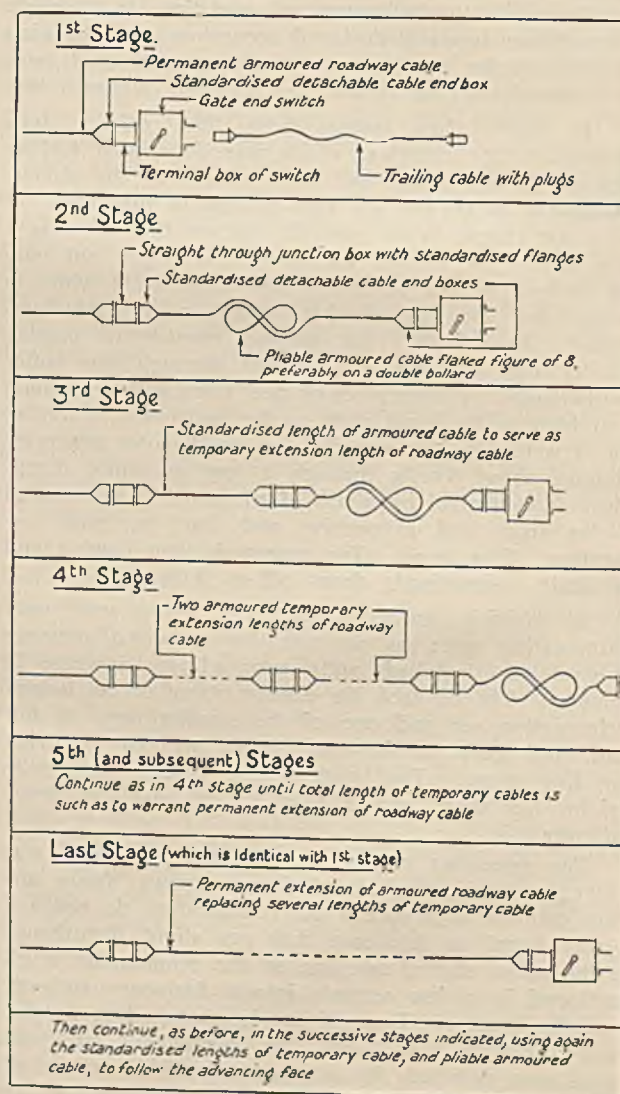 1st Stage
Permanent armoured roadway cable
Standardised detachable cable end box
Gate end switch
Terminal box of switch
Trailing cable with plugs
2nd Stage
Straight through junction box with standardised flanges
Standardised detachable cable end boxes
Pliable armoured cable flaked figure of 8,
preferably on a double bollard
3rd Stage
Standardised length of armoured cable to serve as
temporary extension length of roadway cable
4th Stage
Two armoured temporary
extension lengths of roadway
cable
5th (and subsequent) Stages
Continue as in 4th stage until total length of temporary cables is
such as to warrant permanent extension of roadway cable
Last Stage (which is identical with 1st stage)
Permanent extension of armoured roadway cable
replacing several lengths of temporary cable
Then continue, as before, in the successive stages indicated, using again
the standardised lengths of temporary cable, and pliable armoured
cable, to follow the advancing face